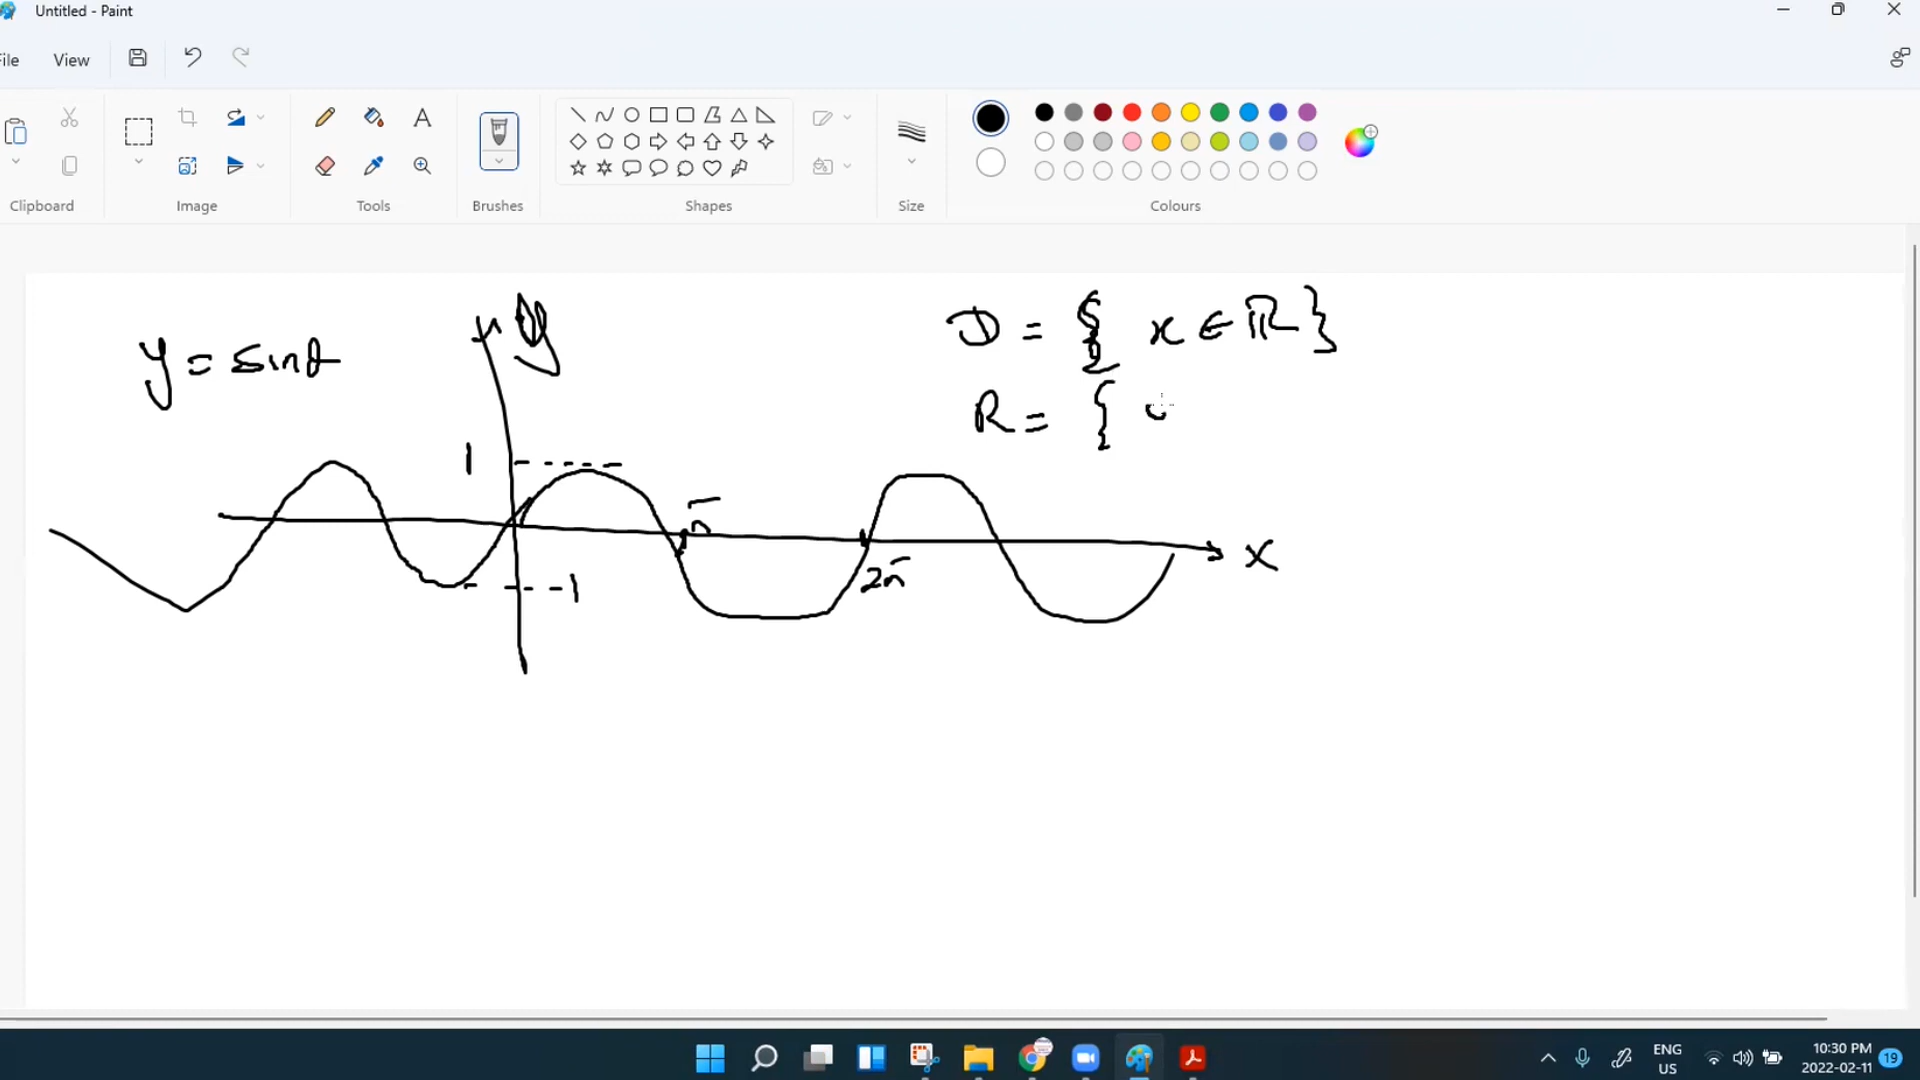 Untitled - Paint
File View
Clipboard Image Tools Brushes Shapes Size Colours
y = sinθ
y
D = { x ∈ ℝ }
R = {
1
π
2π
x
-1
ENG
US
10:30 PM
2022-02-11
19